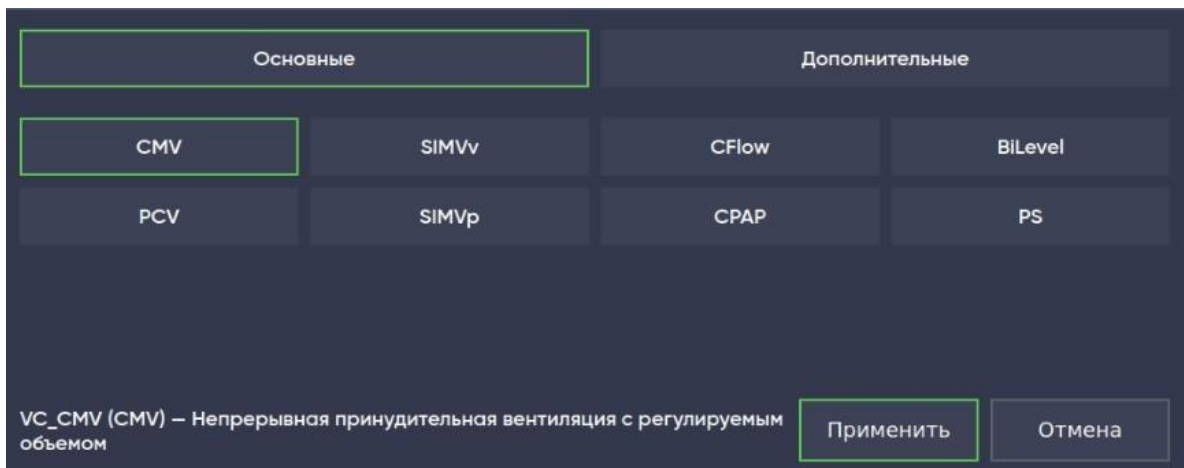 Основные
Дополнительные
CMV
SIMVv
CFlow
BiLevel
PCV
SIMVp
CPAP
PS
VC_CMV (CMV) – Непрерывная принудительная вентиляция с регулируемым
объемом
Применить
Отмена